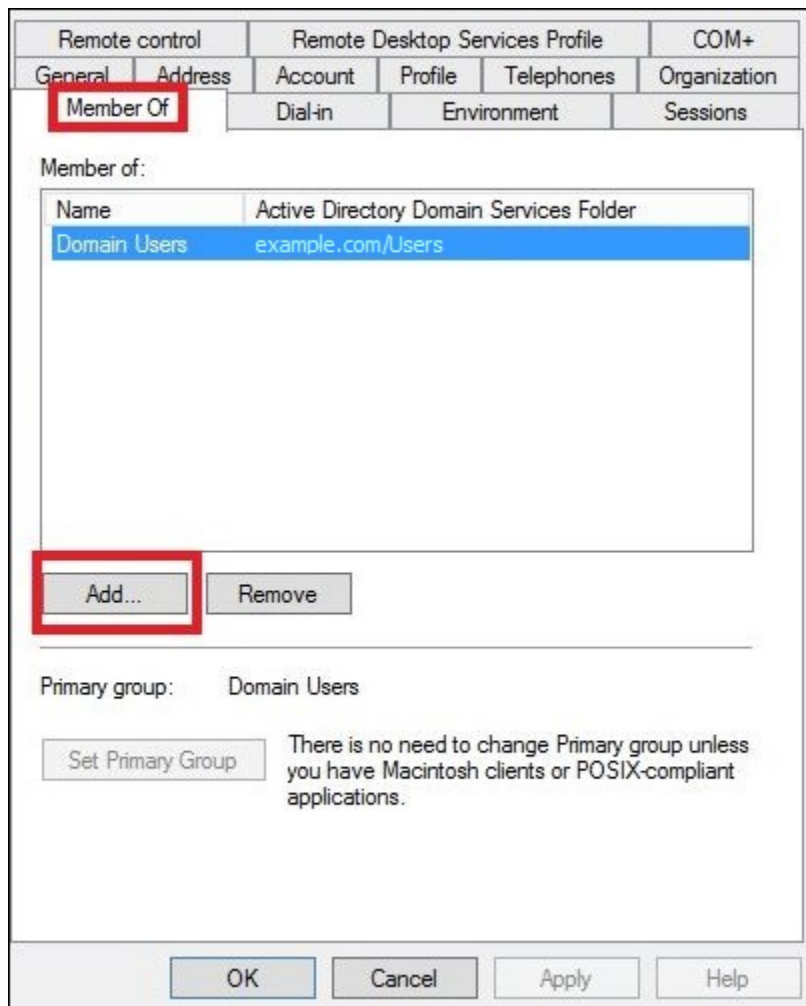 Remote control Remote Desktop Services Profile COM+
General Address Account Profile Telephones Organization
Member Of Dial-in Environment Sessions
Member of:
Name Active Directory Domain Services Folder
Domain Users example.com/Users
Add... Remove
Primary group: Domain Users
Set Primary Group
There is no need to change Primary group unless
you have Macintosh clients or POSIX-compliant
applications.
OK Cancel Apply Help